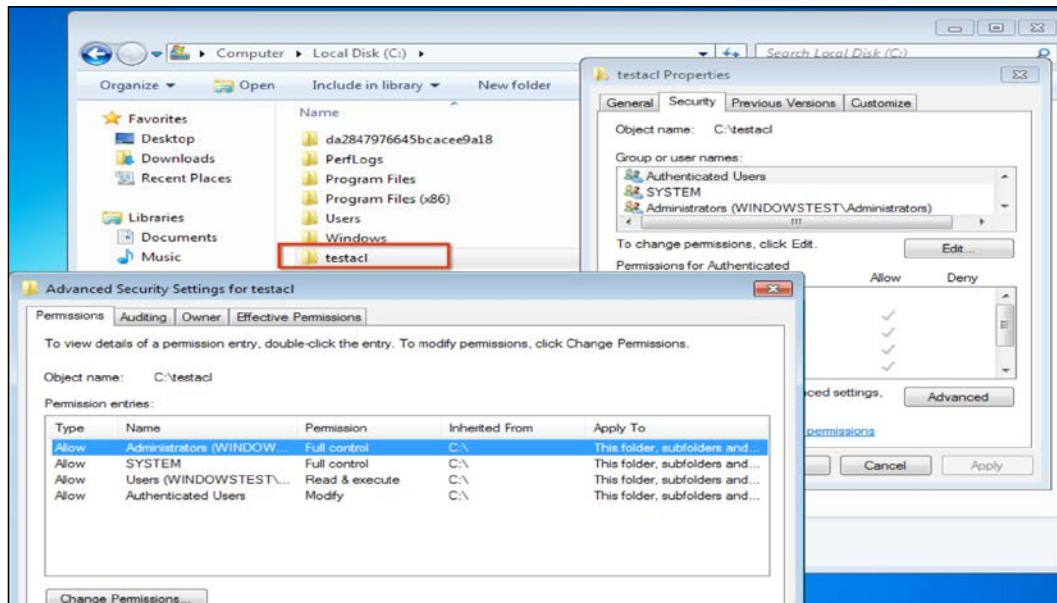 Computer ▸ Local Disk (C:) ▸
Search Local Disk (C:)
Organize Open Include in library New folder
Favorites
Desktop
Downloads
Recent Places
Libraries
Documents
Music
Name
da2847976645bcacee9a18
PerfLogs
Program Files
Program Files (x86)
Users
Windows
testacl
testacl Properties
General Security Previous Versions Customize
Object name: C:\testacl
Group or user names:
Authenticated Users
SYSTEM
Administrators (WINDOWSTEST\Administrators)
To change permissions, click Edit.
Edit...
Permissions for Authenticated
Allow Deny
settings,
Advanced
permissions
Cancel Apply
Advanced Security Settings for testacl
Permissions Auditing Owner Effective Permissions
To view details of a permission entry, double-click the entry. To modify permissions, click Change Permissions.
Object name: C:\testacl
Permission entries:
Type Name Permission Inherited From Apply To
Allow Administrators (WINDOW... Full control C:\ This folder, subfolders and...
Allow SYSTEM Full control C:\ This folder, subfolders and...
Allow Users (WINDOWSTEST\... Read & execute C:\ This folder, subfolders and...
Allow Authenticated Users Modify C:\ This folder, subfolders and...
Change Permissions...